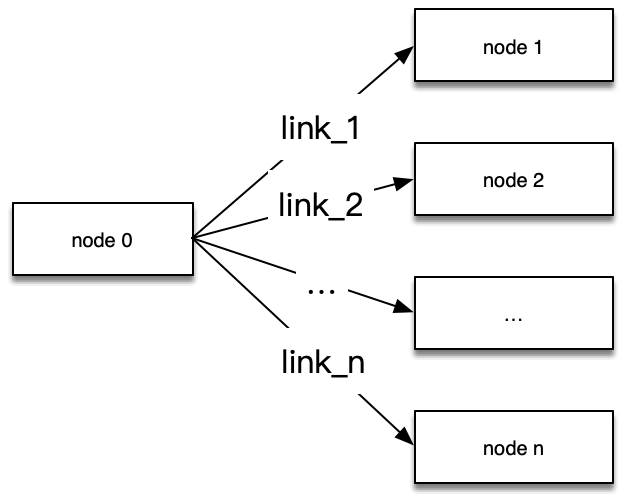 node 1
link_1
node 2
link_2
node 0
...
...
link_n
node n